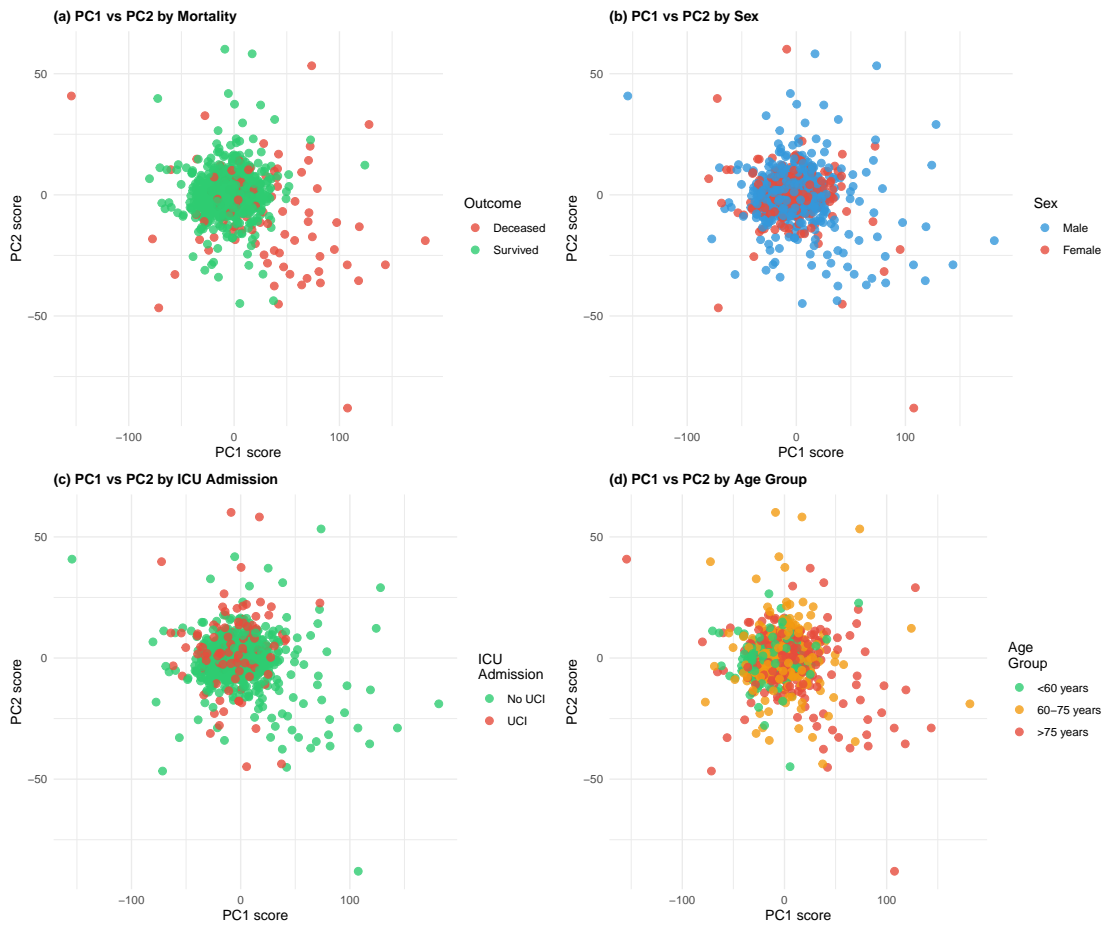 (a) PC1 vs PC2 by Mortality
PC2 score
50
0
−50
−100
0
100
PC1 score
Outcome
Deceased
Survived
(b) PC1 vs PC2 by Sex
PC2 score
50
0
−50
−100
0
100
PC1 score
Sex
Male
Female
(c) PC1 vs PC2 by ICU Admission
PC2 score
50
0
−50
−100
0
100
PC1 score
ICU
Admission
No UCI
UCI
(d) PC1 vs PC2 by Age Group
PC2 score
50
0
−50
−100
0
100
PC1 score
Age
Group
<60 years
60−75 years
>75 years